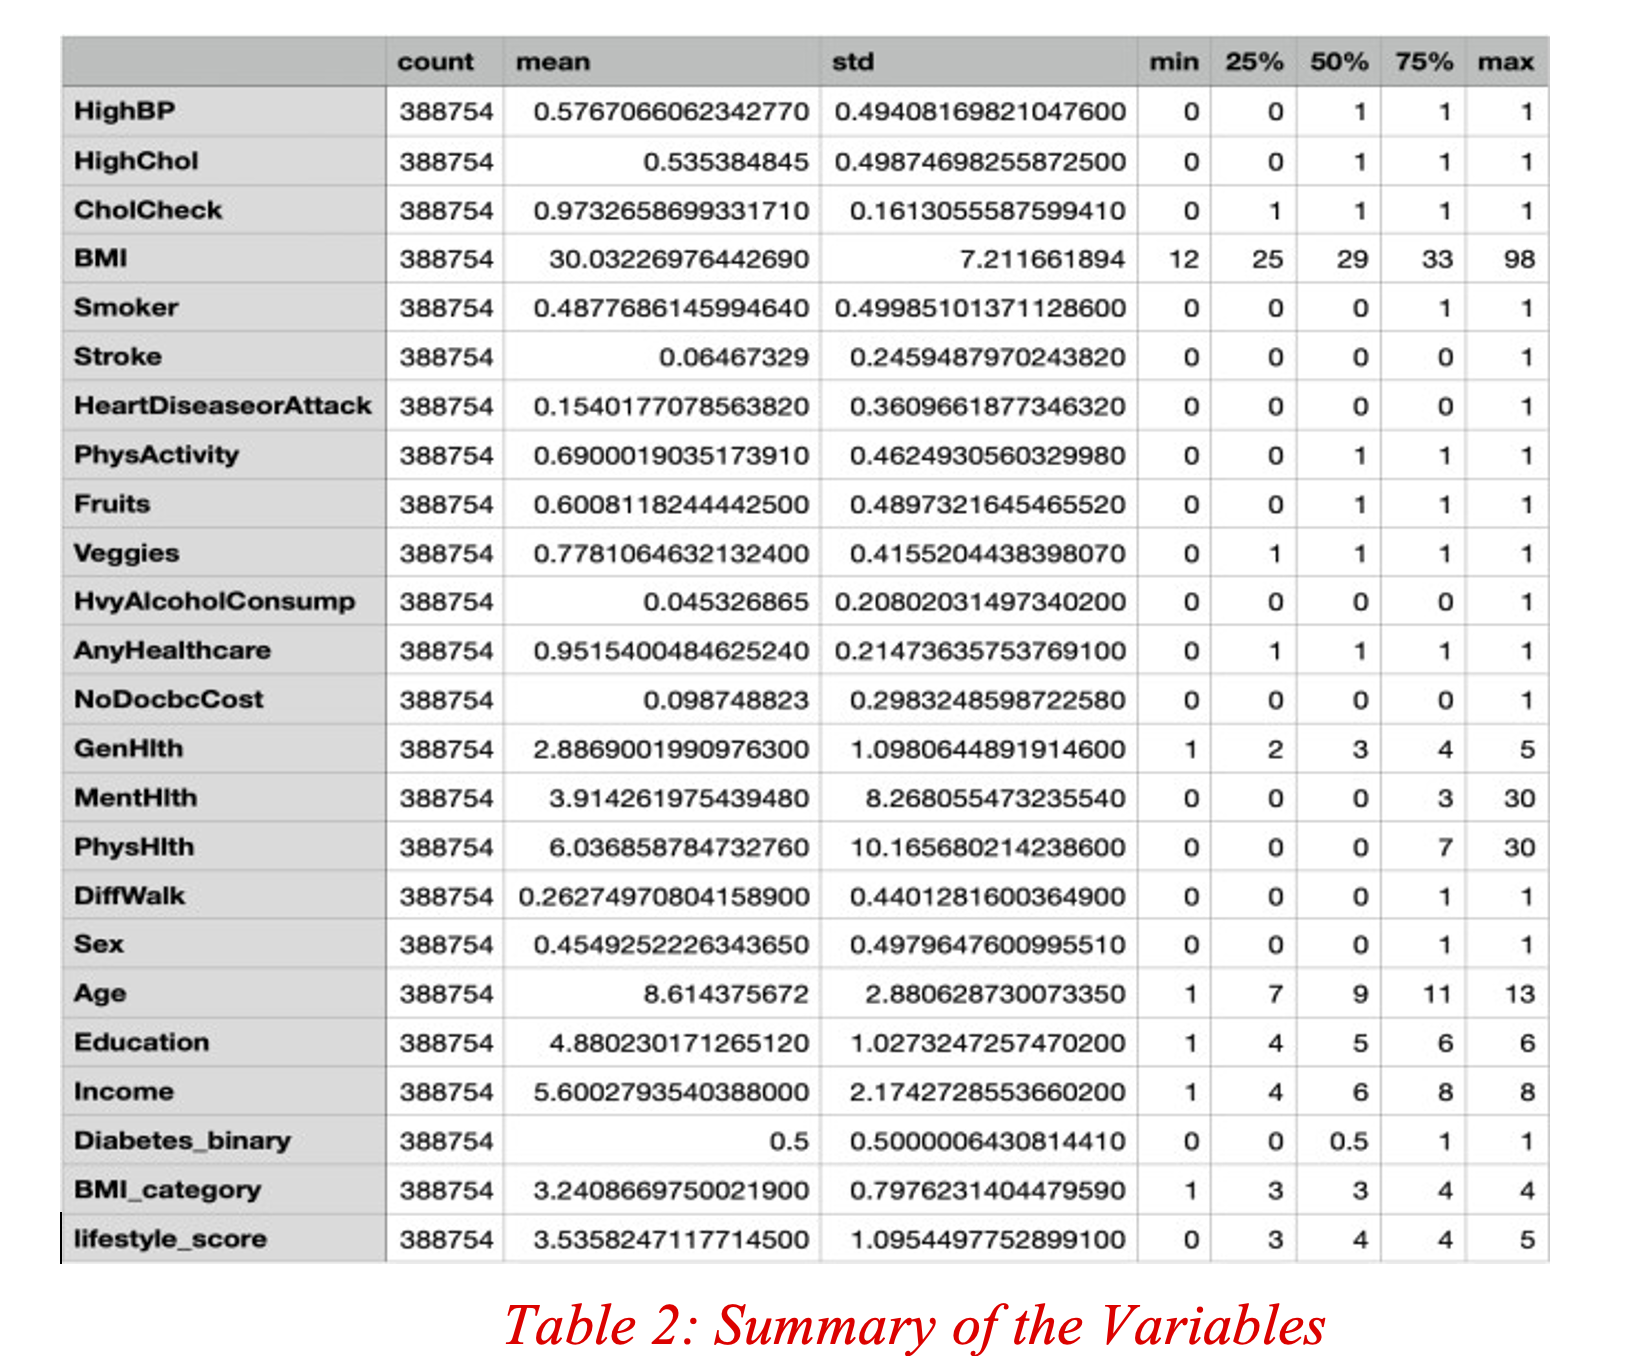 count mean std min 25% 50% 75% max
HighBP 388754 0.5767066062342770 0.49408169821047600 0 0 1 1 1
HighChol 388754 0.535384845 0.49874698255872500 0 0 1 1 1
CholCheck 388754 0.9732658699331710 0.1613055587599410 0 1 1 1 1
BMI 388754 30.03226976442690 7.211661894 12 25 29 33 98
Smoker 388754 0.4877686145994640 0.49985101371128600 0 0 0 1 1
Stroke 388754 0.06467329 0.2459487970243820 0 0 0 0 1
HeartDiseaseorAttack 388754 0.1540177078563820 0.3609661877346320 0 0 0 0 1
PhysActivity 388754 0.6900019035173910 0.4624930560329980 0 0 1 1 1
Fruits 388754 0.6008118244442500 0.4897321645465520 0 0 1 1 1
Veggies 388754 0.7781064632132400 0.4155204438398070 0 1 1 1 1
HvyAlcoholConsump 388754 0.045326865 0.20802031497340200 0 0 0 0 1
AnyHealthcare 388754 0.9515400484625240 0.21473635753769100 0 1 1 1 1
NoDocbcCost 388754 0.098748823 0.2983248598722580 0 0 0 0 1
GenHlth 388754 2.8869001990976300 1.0980644891914600 1 2 3 4 5
MentHlth 388754 3.914261975439480 8.268055473235540 0 0 0 3 30
PhysHlth 388754 6.036858784732760 10.165680214238600 0 0 0 7 30
DiffWalk 388754 0.26274970804158900 0.4401281600364900 0 0 0 1 1
Sex 388754 0.4549252226343650 0.4979647600995510 0 0 0 1 1
Age 388754 8.614375672 2.880628730073350 1 7 9 11 13
Education 388754 4.880230171265120 1.0273247257470200 1 4 5 6 6
Income 388754 5.6002793540388000 2.1742728553660200 1 4 6 8 8
Diabetes_binary 388754 0.5 0.5000006430814410 0 0 0.5 1 1
BMI_category 388754 3.2408669750021900 0.7976231404479590 1 3 3 4 4
lifestyle_score 388754 3.5358247117714500 1.0954497752899100 0 3 4 4 5
Table 2: Summary of the Variables